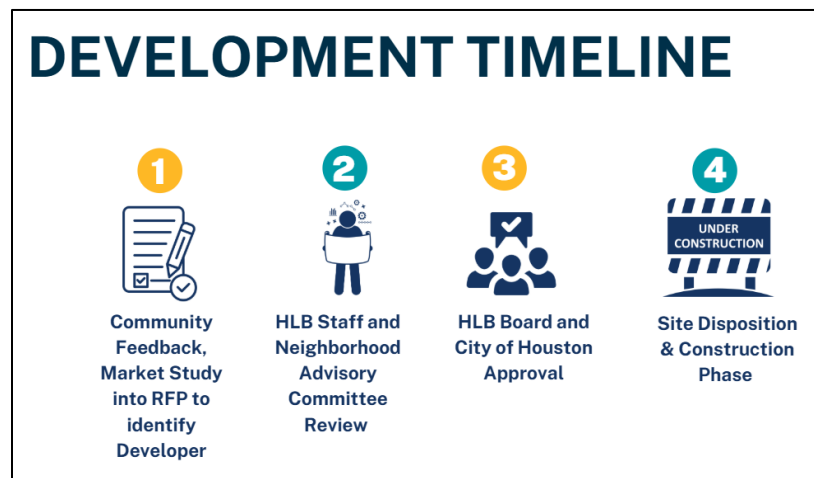 DEVELOPMENT TIMELINE
1
Community
Feedback,
Market Study
into RFP to
identify
Developer
2
HLB Staff and
Neighborhood
Advisory
Committee
Review
3
HLB Board and
City of Houston
Approval
4
UNDER
CONSTRUCTION
Site Disposition
& Construction
Phase